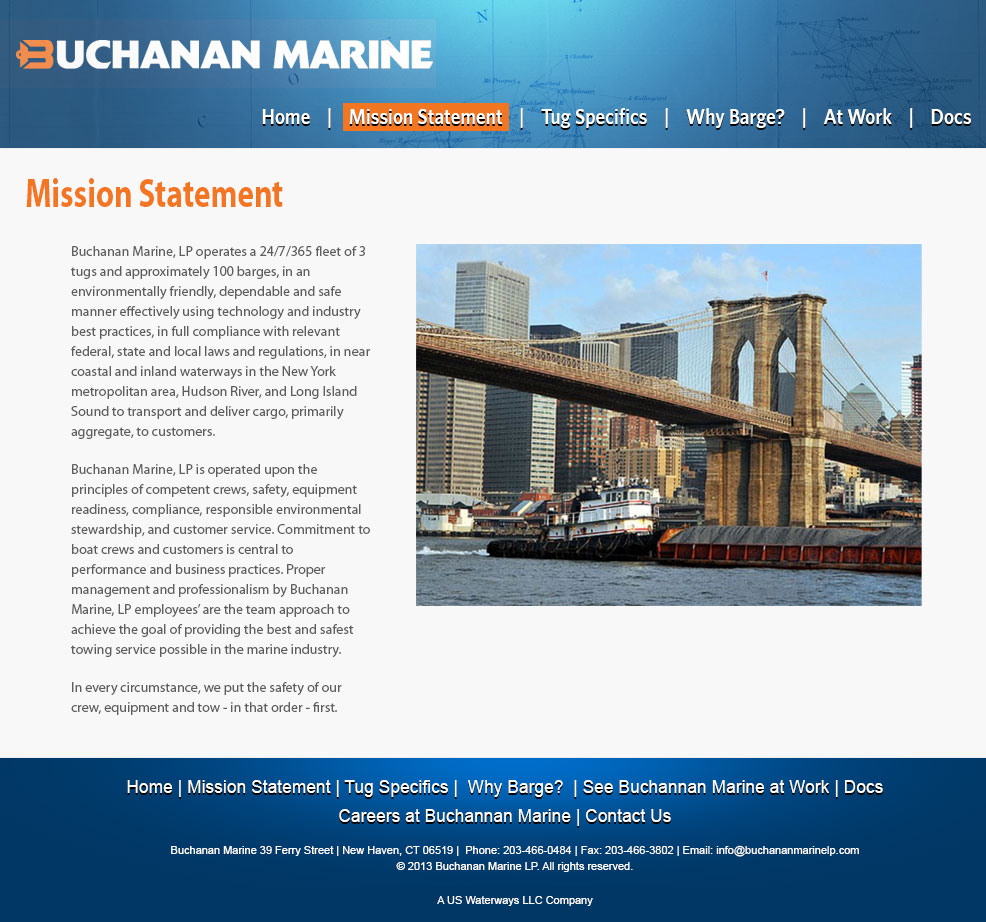 BUCHANAN MARINE
Home | Mission Statement | Tug Specifics | Why Barge? | At Work | Docs
Mission Statement
Buchanan Marine, LP operates a 24/7/365 fleet of 3
tugs and approximately 100 barges, in an
environmentally friendly, dependable and safe
manner effectively using technology and industry
best practices, in full compliance with relevant
federal, state and local laws and regulations, in near
coastal and inland waterways in the New York
metropolitan area, Hudson River, and Long Island
Sound to transport and deliver cargo, primarily
aggregate, to customers.
Buchanan Marine, LP is operated upon the
principles of competent crews, safety, equipment
readiness, compliance, responsible environmental
stewardship, and customer service. Commitment to
boat crews and customers is central to
performance and business practices. Proper
management and professionalism by Buchanan
Marine, LP employees’ are the team approach to
achieve the goal of providing the best and safest
towing service possible in the marine industry.
In every circumstance, we put the safety of our
crew, equipment and tow - in that order - first.
Home | Mission Statement | Tug Specifics | Why Barge? | See Buchannan Marine at Work | Docs
Careers at Buchannan Marine | Contact Us
Buchanan Marine 39 Ferry Street | New Haven, CT 06519 | Phone: 203-466-0484 | Fax: 203-466-3802 | Email: info@buchananmarinelp.com
© 2013 Buchanan Marine LP. All rights reserved.
A US Waterways LLC Company